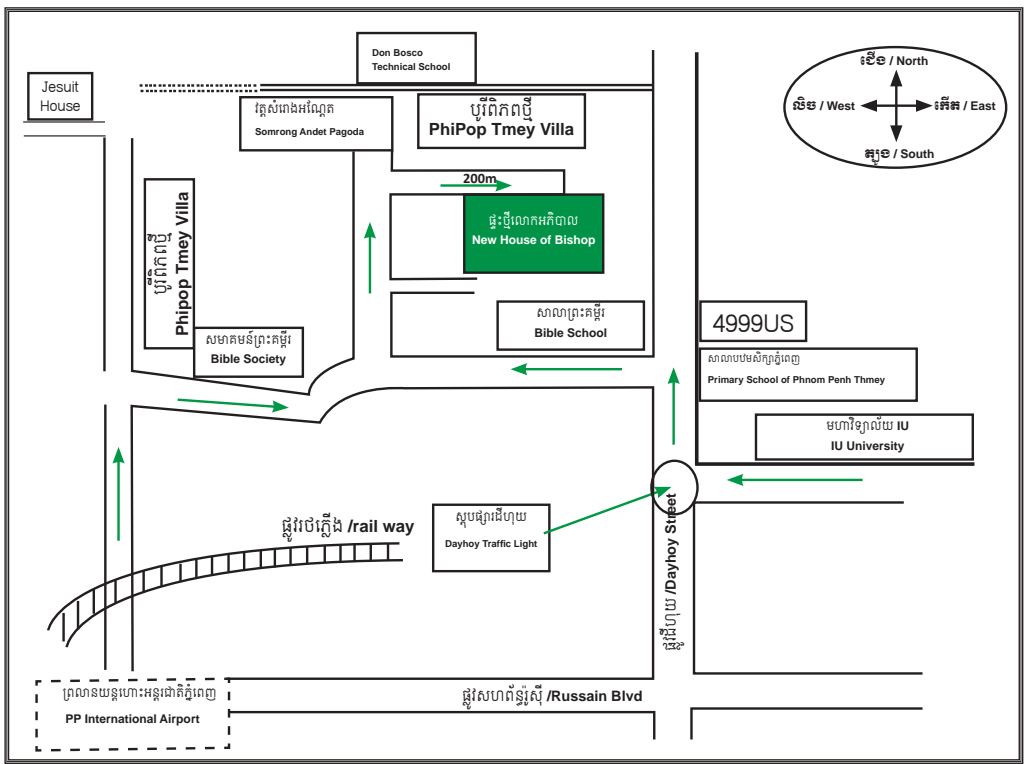 Don Bosco
Technical School
Jesuit
House
ជើង / North
លិច / West
កើត / East
ត្បូង / South
វត្តសំរោងអណ្តែត
Somrong Andet Pagoda
បូរីពិភពថ្មី
PhiPop Tmey Villa
200m
ផ្ទះថ្មីលោកអភិបាល
New House of Bishop
បូរីពិភពថ្មី
Phipop Tmey Villa
សមាគមន៍ព្រះគម្ពីរ
Bible Society
សាលាព្រះគម្ពីរ
Bible School
4999US
សាលាបឋមសិក្សាភ្នំពេញ
Primary School of Phnom Penh Thmey
មហាវិទ្យាល័យ IU
IU University
ផ្លូវរថភ្លើង /rail way
ស្តុបផ្សារដីហុយ
Dayhoy Traffic Light
ផ្លូវដីហុយ /Dayhoy Street
ព្រលានយន្តហោះអន្តរជាតិភ្នំពេញ
PP International Airport
ផ្លូវសហព័ន្ធរ៉ូស្ស៊ី /Russain Blvd